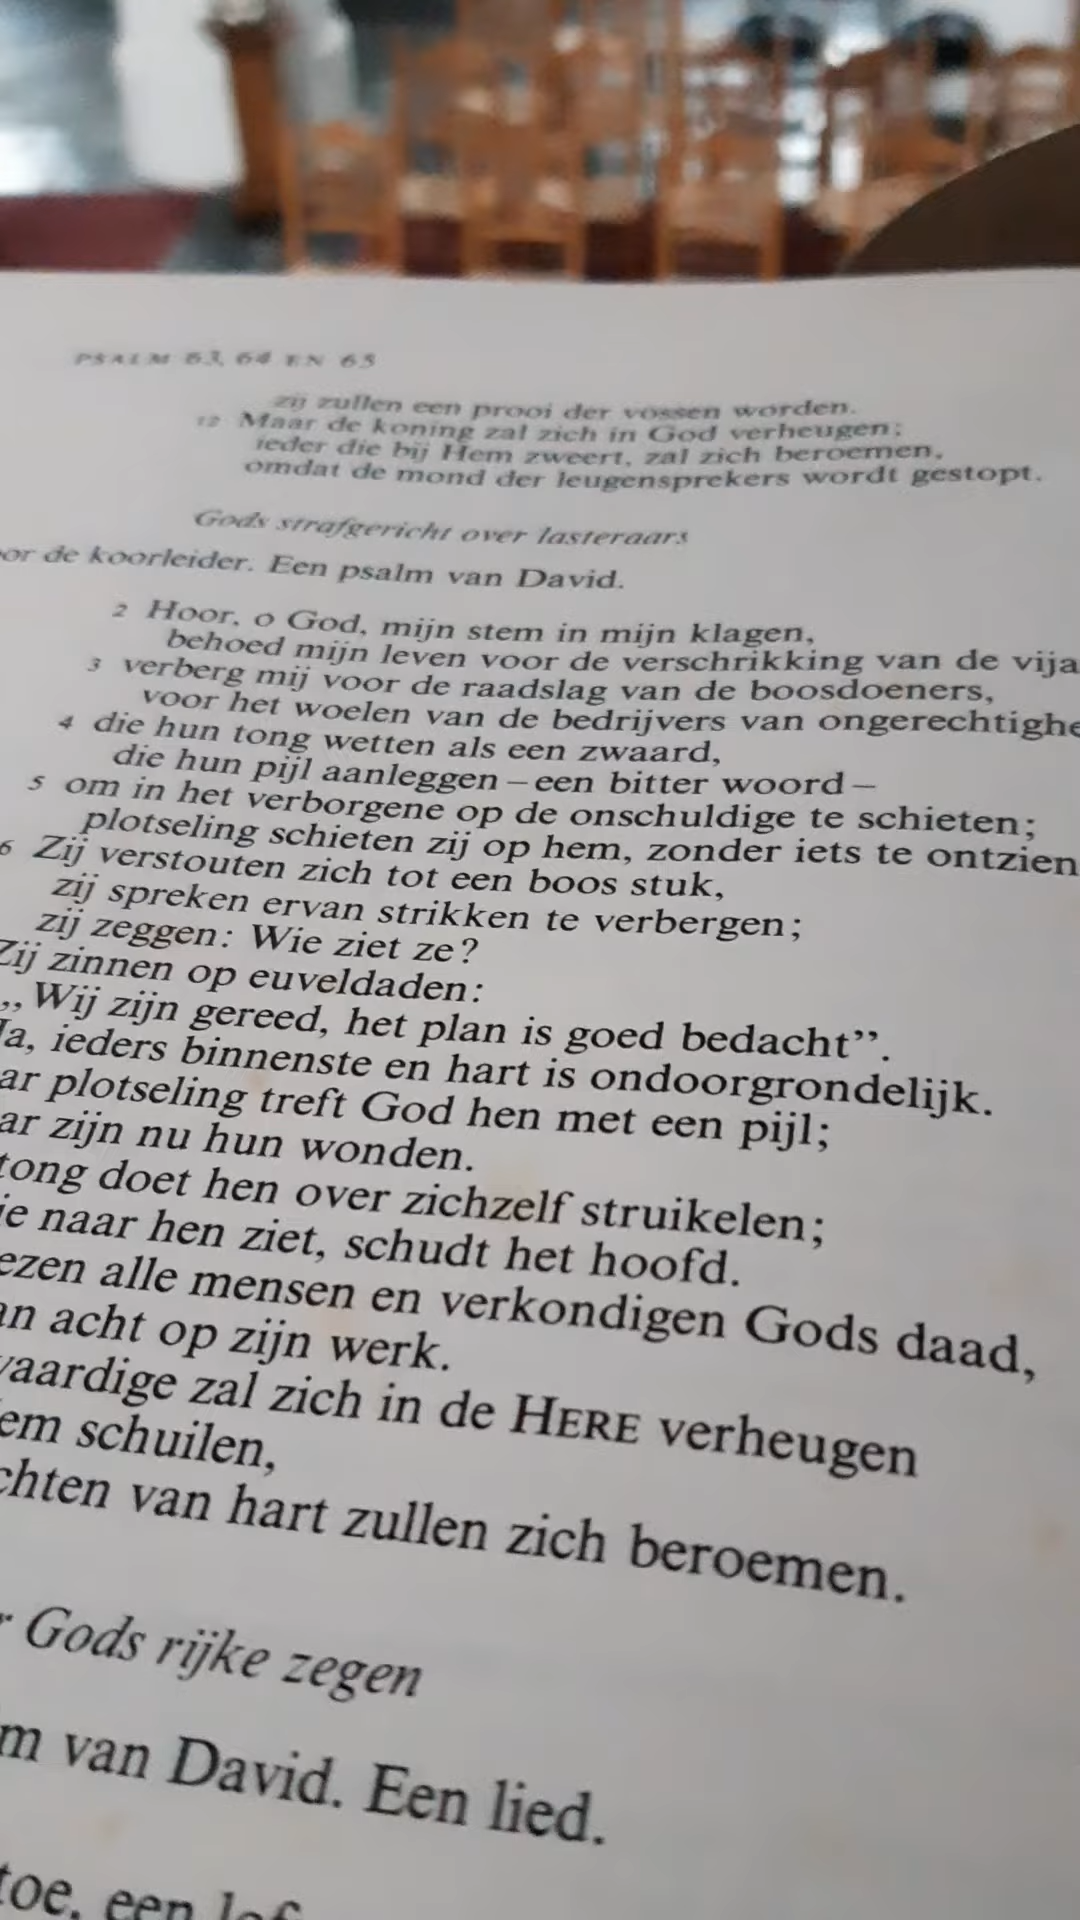 PSALM 63, 64 EN 65
zij zullen een prooi der vossen worden.
12 Maar de koning zal zich in God verheugen;
ieder die bij Hem zweert, zal zich beroemen,
omdat de mond der leugensprekers wordt gestopt.
Gods strafgericht over lasteraars
or de koorleider. Een psalm van David.
2 Hoor, o God, mijn stem in mijn klagen,
behoed mijn leven voor de verschrikking van de vija
3 verberg mij voor de raadslag van de boosdoeners,
voor het woelen van de bedrijvers van ongerechtighe
4 die hun tong wetten als een zwaard,
die hun pijl aanleggen – een bitter woord –
5 om in het verborgene op de onschuldige te schieten;
plotseling schieten zij op hem, zonder iets te ontzien
6 Zij verstouten zich tot een boos stuk,
zij spreken ervan strikken te verbergen;
zij zeggen: Wie ziet ze?
Zij zinnen op euveldaden:
„Wij zijn gereed, het plan is goed bedacht”.
Ja, ieders binnenste en hart is ondoorgrondelijk.
ar plotseling treft God hen met een pijl;
ar zijn nu hun wonden.
tong doet hen over zichzelf struikelen;
ie naar hen ziet, schudt het hoofd.
ezen alle mensen en verkondigen Gods daad,
an acht op zijn werk.
vaardige zal zich in de HERE verheugen
em schuilen,
chten van hart zullen zich beroemen.
r Gods rijke zegen
m van David. Een lied.
toe, een lof